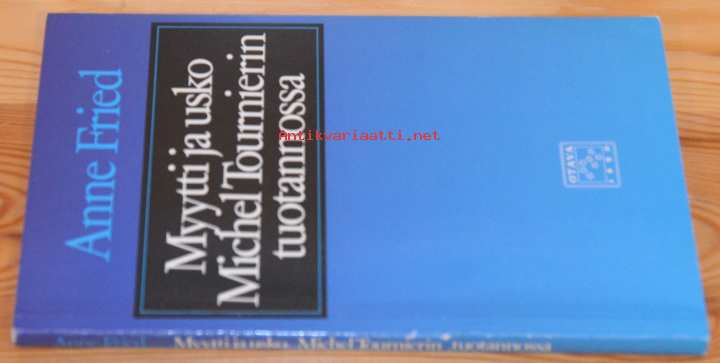 Anne Fried
Myytti ja usko
Michel Tournierin
tuotannossa
OTAVA
1890
Anne Fried Myytti ja usko Michel Tournierin tuotannossa
Antikvariaatti.net